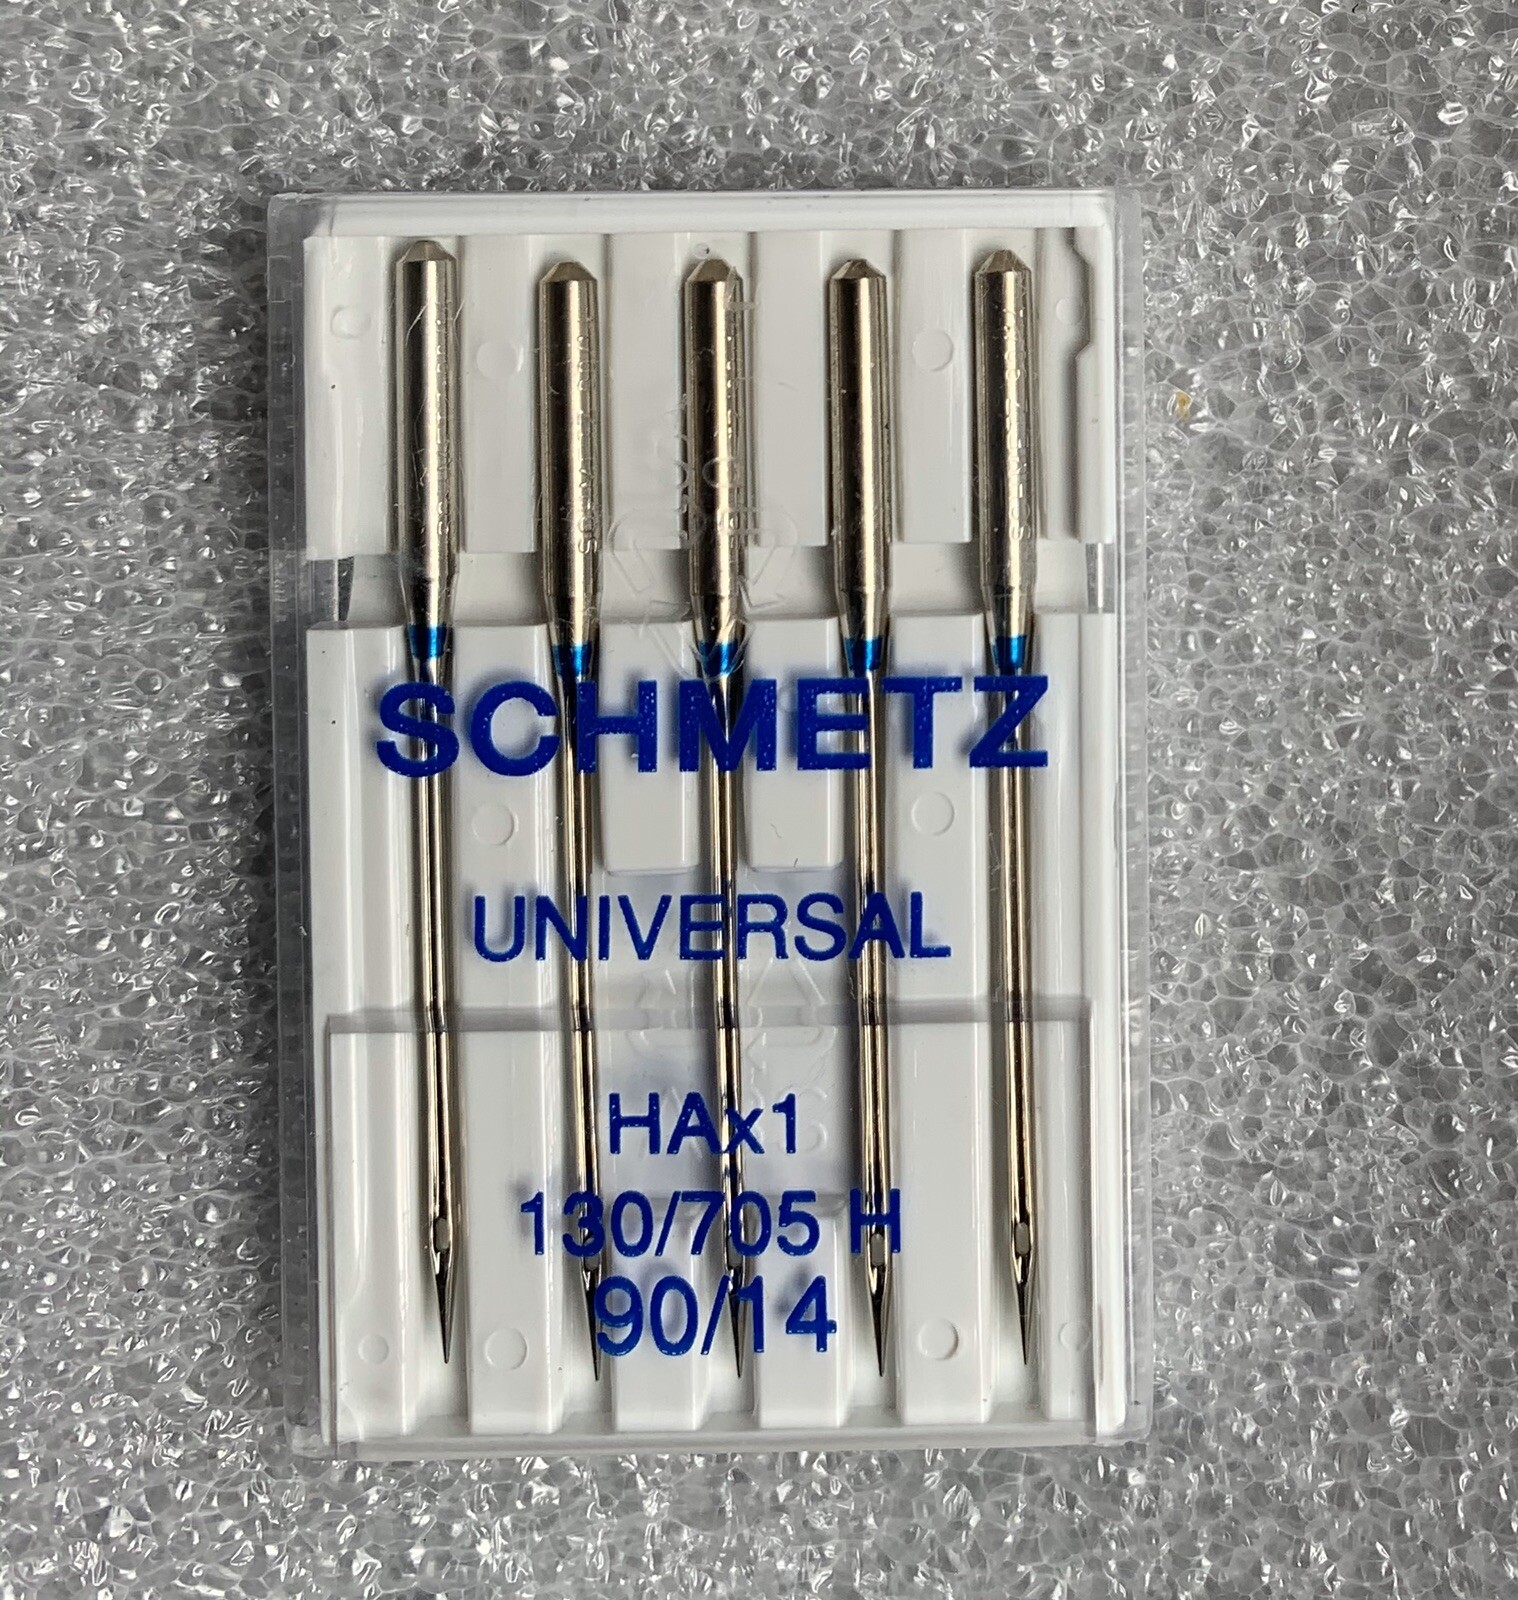 SCHMETZ
UNIVERSAL
HAx1
130/705 H
90/14